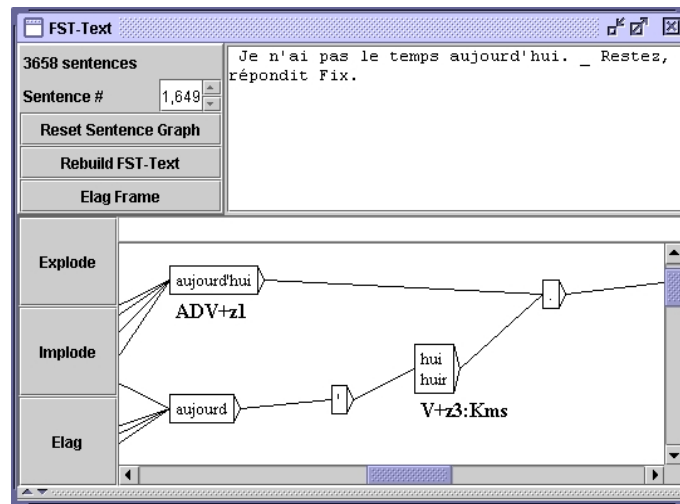 FST-Text
3658 sentences
Sentence #
1,649
Reset Sentence Graph
Rebuild FST-Text
Elag Frame
Je n'ai pas le temps aujourd'hui. _ Restez,
répondit Fix.
Explode
Implode
Elag
aujourd'hui
ADV+z1
.
hui
huir
V+z3:Kms
aujourd
'